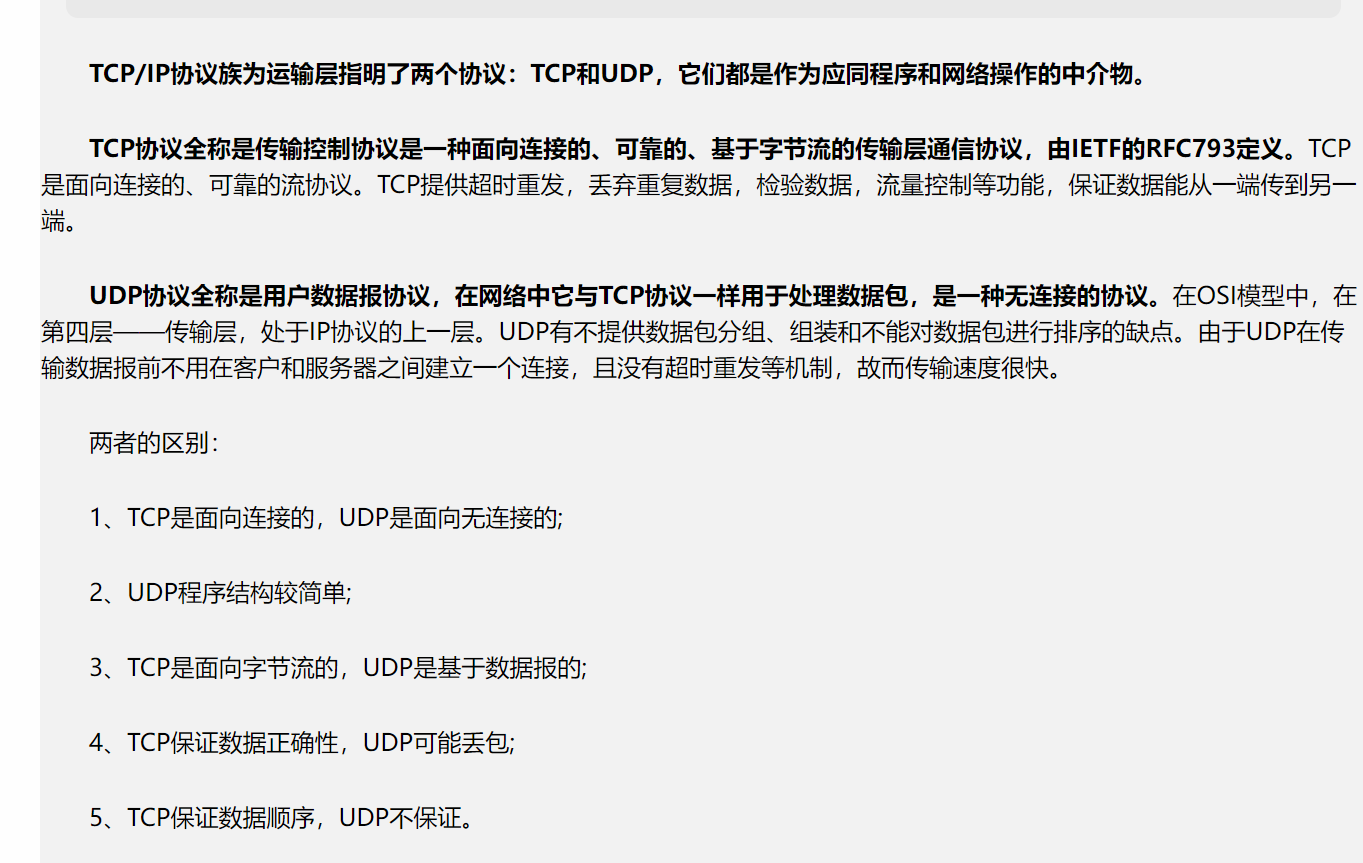 TCP/IP协议族为运输层指明了两个协议：TCP和UDP，它们都是作为应同程序和网络操作的中介物。
TCP协议全称是传输控制协议是一种面向连接的、可靠的、基于字节流的传输层通信协议，由IETF的RFC793定义。TCP
是面向连接的、可靠的流协议。TCP提供超时重发，丢弃重复数据，检验数据，流量控制等功能，保证数据能从一端传到另一
端。
UDP协议全称是用户数据报协议，在网络中它与TCP协议一样用于处理数据包，是一种无连接的协议。在OSI模型中，在
第四层——传输层，处于IP协议的上一层。UDP有不提供数据包分组、组装和不能对数据包进行排序的缺点。由于UDP在传
输数据报前不用在客户和服务器之间建立一个连接，且没有超时重发等机制，故而传输速度很快。
两者的区别：
1、TCP是面向连接的，UDP是面向无连接的;
2、UDP程序结构较简单;
3、TCP是面向字节流的，UDP是基于数据报的;
4、TCP保证数据正确性，UDP可能丢包;
5、TCP保证数据顺序，UDP不保证。